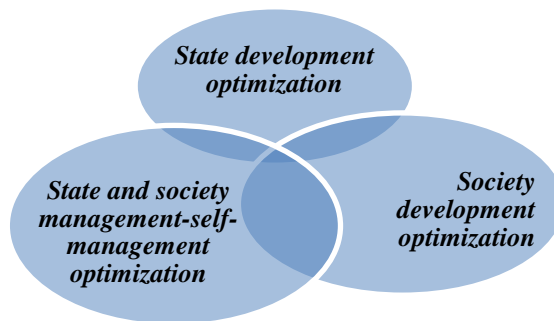 State development
optimization
State and society
management-self-
management
optimization
Society
development
optimization